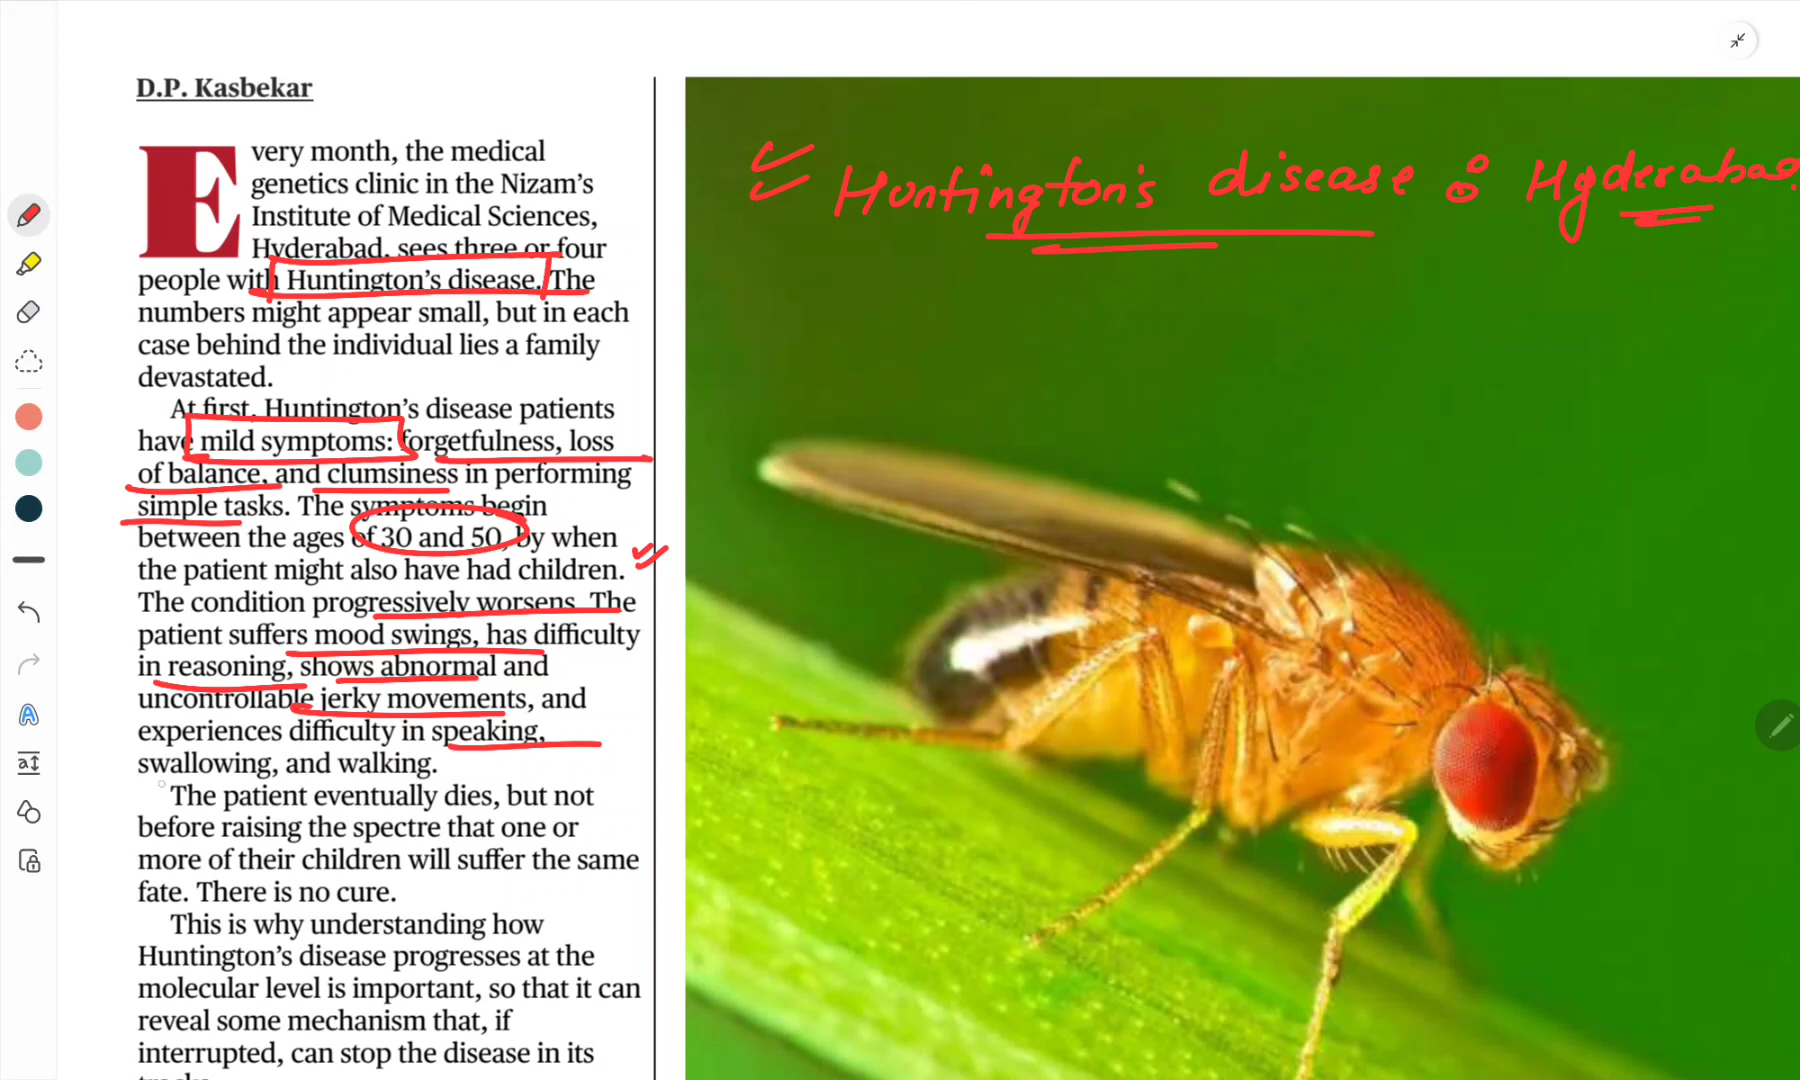 D.P. Kasbekar
Huntington's disease : Hyderabad.
Every month, the medical
genetics clinic in the Nizam's
Institute of Medical Sciences,
Hyderabad, sees three or four
people with Huntington's disease. The
numbers might appear small, but in each
case behind the individual lies a family
devastated.
At first, Huntington's disease patients
have mild symptoms: forgetfulness, loss
of balance, and clumsiness in performing
simple tasks. The symptoms begin
between the ages of 30 and 50, by when
the patient might also have had children.
The condition progressively worsens. The
patient suffers mood swings, has difficulty
in reasoning, shows abnormal and
uncontrollable jerky movements, and
experiences difficulty in speaking,
swallowing, and walking.
The patient eventually dies, but not
before raising the spectre that one or
more of their children will suffer the same
fate. There is no cure.
This is why understanding how
Huntington's disease progresses at the
molecular level is important, so that it can
reveal some mechanism that, if
interrupted, can stop the disease in its